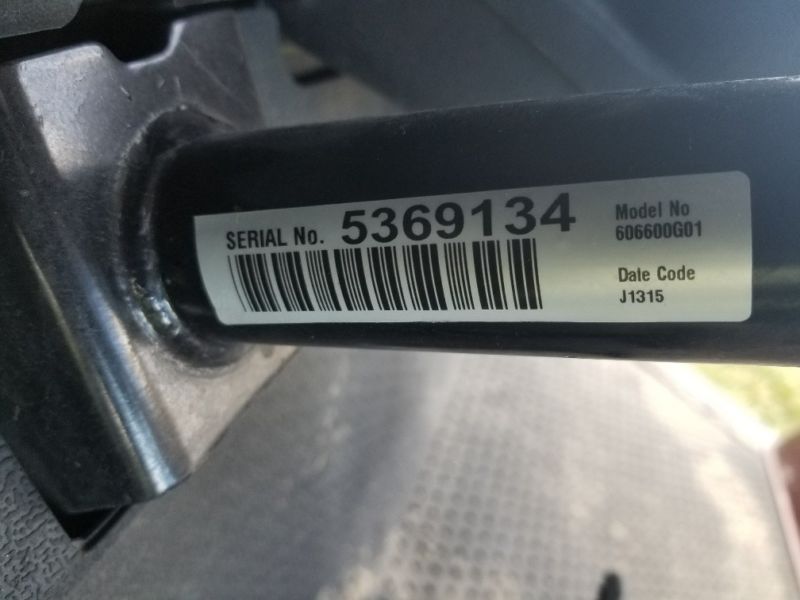 SERIAL No. 5369134
Model No
606600G01
Date Code
J1315